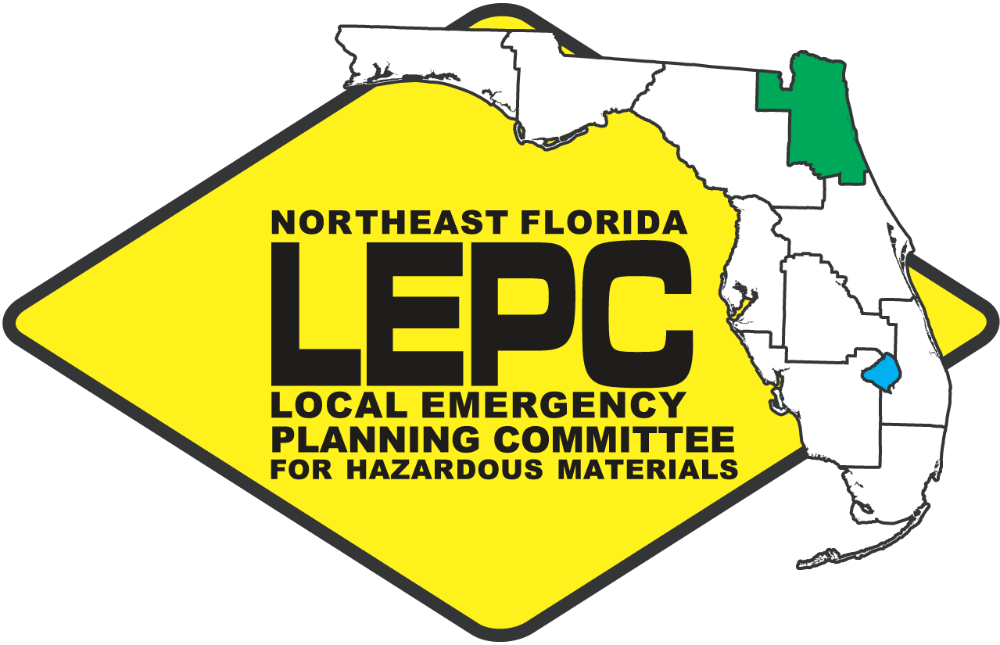 NORTHEAST FLORIDA
LEPC
LOCAL EMERGENCY
PLANNING COMMITTEE
FOR HAZARDOUS MATERIALS